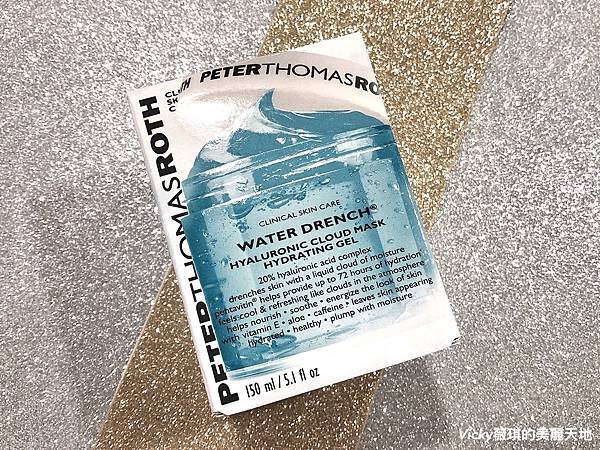 PETERTHOMASROTH
PETERTHOMASRO
CLINICAL SKIN CARE
WATER DRENCH®
HYALURONIC CLOUD MASK
HYDRATING GEL
20% hyaluronic acid complex
drenches skin with a liquid cloud of moisture
pentavitin® helps provide up to 72 hours of hydration
feels cool & refreshing like clouds in the atmosphere
helps nourish • soothe • energize the look of skin
with vitamin E • aloe • caffeine • leaves skin appearing
hydrated • healthy • plump with moisture
150 ml / 5.1 fl oz
Vicky薇琪的美麗天地